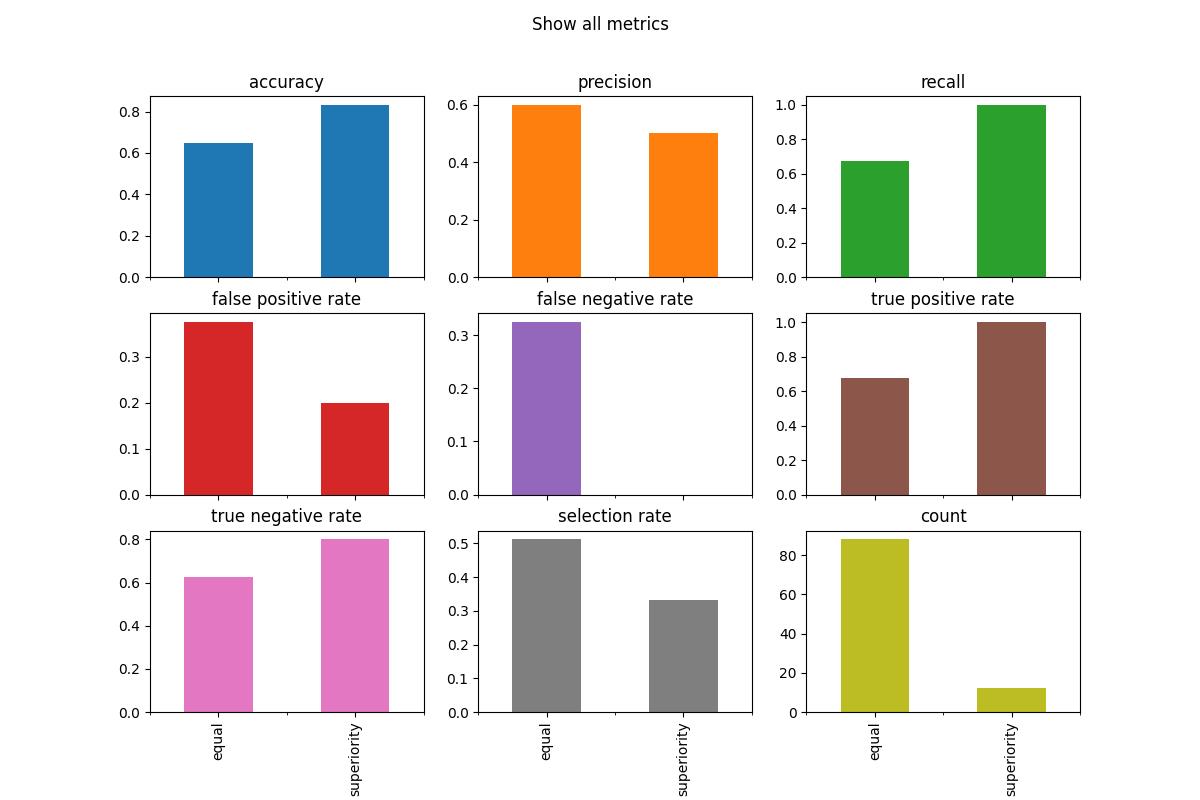 Show all metrics
accuracy
0.8
0.6
0.4
0.2
0.0
precision
0.6
0.4
0.2
0.0
recall
1.0
0.8
0.6
0.4
0.2
0.0
false positive rate
0.3
0.2
0.1
0.0
false negative rate
0.3
0.2
0.1
0.0
true positive rate
1.0
0.8
0.6
0.4
0.2
0.0
true negative rate
0.8
0.6
0.4
0.2
0.0
equal
superiority
selection rate
0.5
0.4
0.3
0.2
0.1
0.0
equal
superiority
count
80
60
40
20
0
equal
superiority